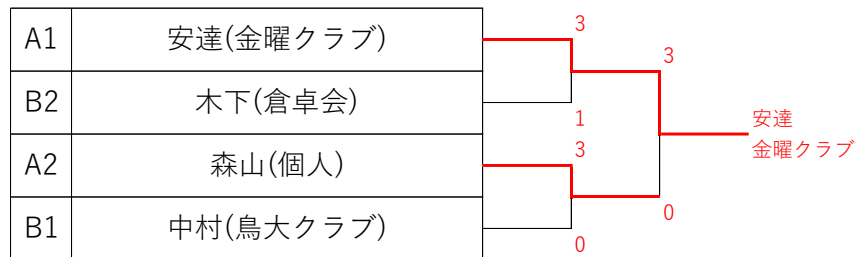 A1 安達(金曜クラブ) 3
3
B2 木下(倉卓会) 1
安達
金曜クラブ
A2 森山(個人) 3
0
B1 中村(鳥大クラブ) 0